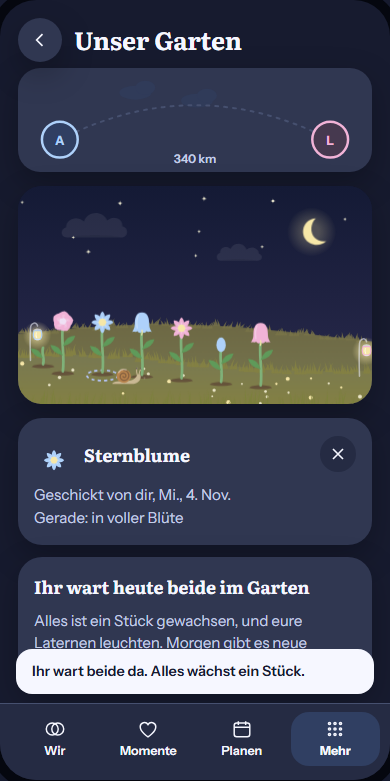 Unser Garten
A
L
340 km
Sternblume
Geschickt von dir, Mi., 4. Nov.
Gerade: in voller Blüte
Ihr wart heute beide im Garten
Alles ist ein Stück gewachsen, und eure
Laternen leuchten. Morgen gibt es neue
Ihr wart beide da. Alles wächst ein Stück.
Wir
Momente
Planen
Mehr